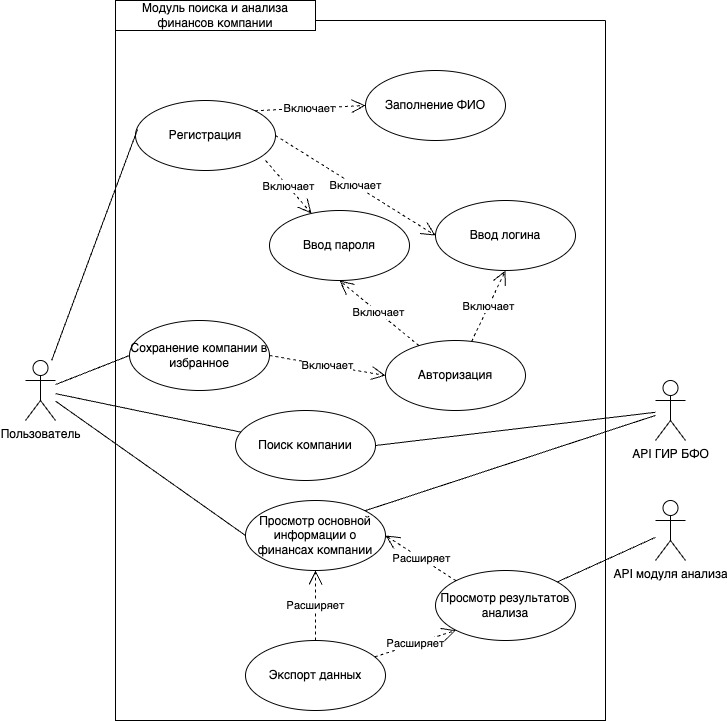 Модуль поиска и анализа
финансов компании
Заполнение ФИО
Включает
Регистрация
Включает
Включает
Ввод пароля
Ввод логина
Включает
Включает
Сохранение компании в
избранное
Включает
Авторизация
Пользователь
Поиск компании
API ГИР БФО
Просмотр основной
информации о
финансах компании
Расширяет
API модуля анализа
Просмотр результатов
анализа
Расширяет
Расширяет
Экспорт данных